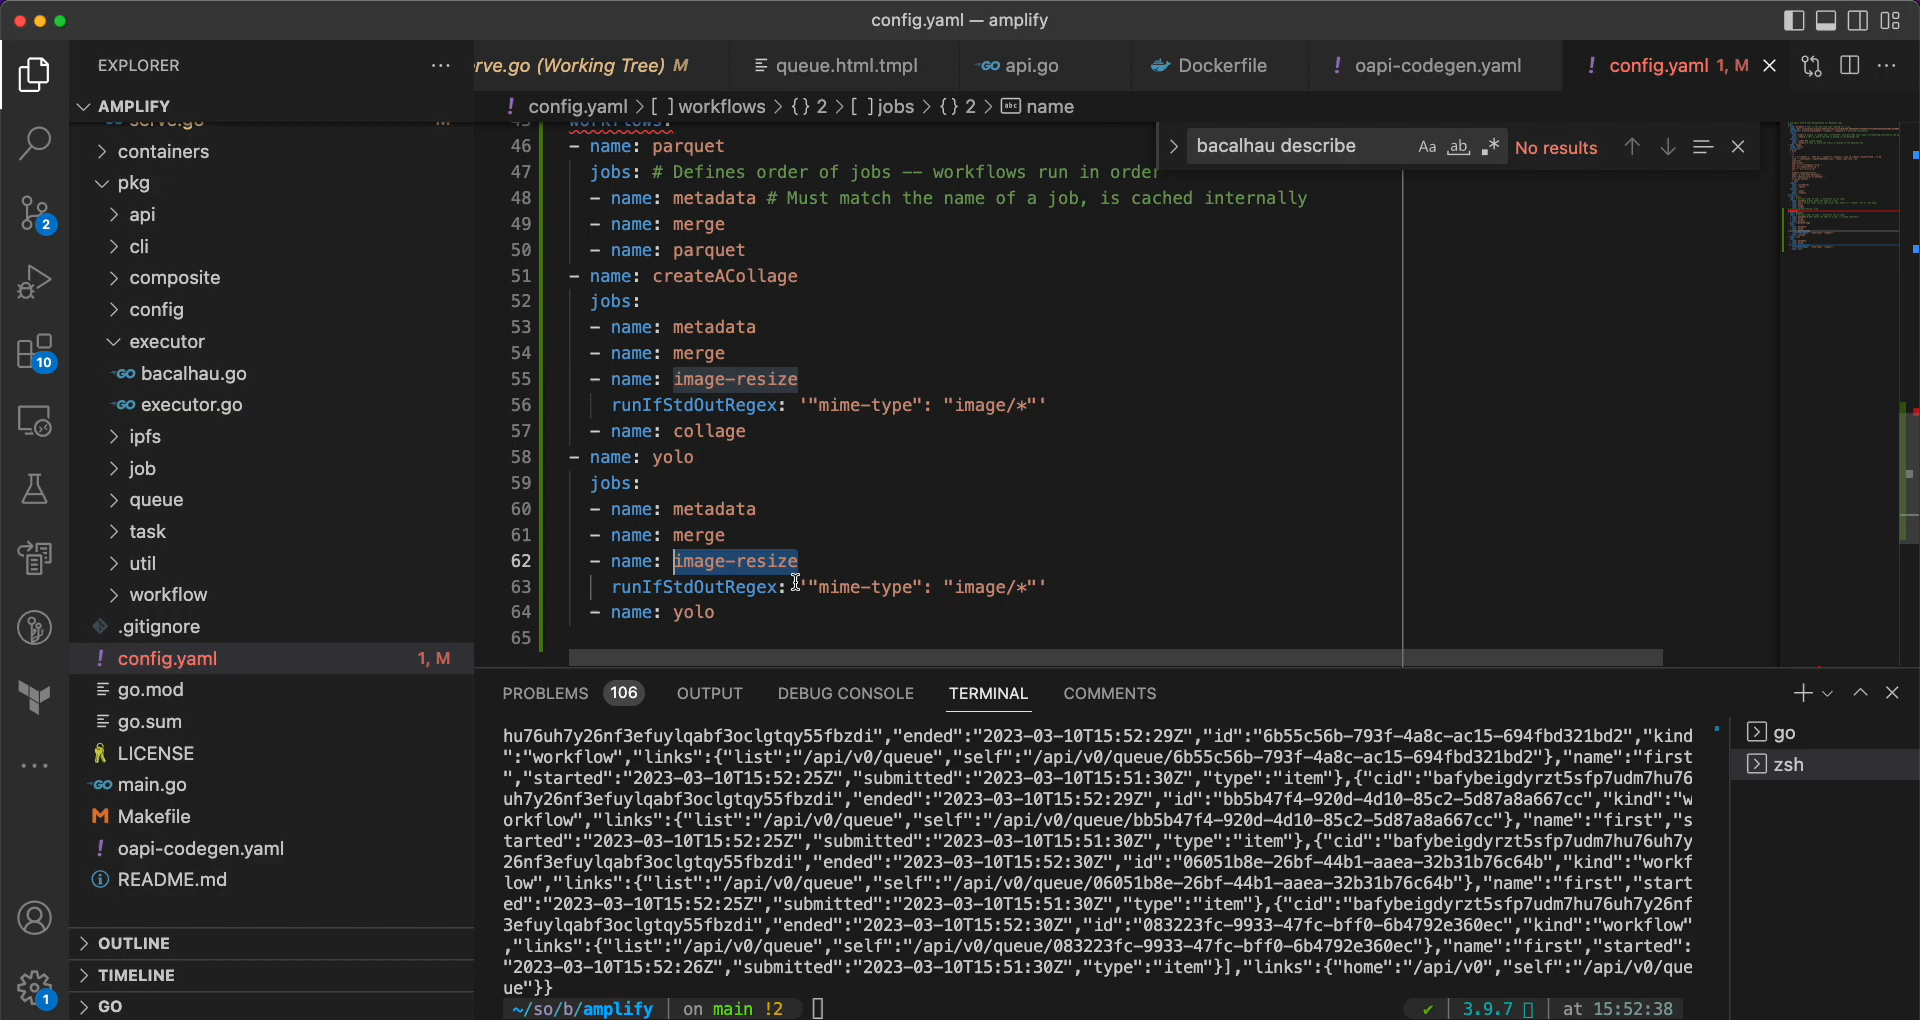 config.yaml — amplify
EXPLORER
AMPLIFY
serve.go M
containers
pkg
api
cli
composite
config
executor
bacalhau.go
executor.go
ipfs
job
queue
task
util
workflow
.gitignore
! config.yaml 1, M
go.mod
go.sum
LICENSE
main.go
Makefile
! oapi-codegen.yaml
README.md
OUTLINE
TIMELINE
GO
2
10
1
rve.go (Working Tree) M
queue.html.tmpl
api.go
Dockerfile
! oapi-codegen.yaml
! config.yaml 1, M
! config.yaml > [ ] workflows > {} 2 > [ ] jobs > {} 2 > abc name
bacalhau describe Aa ab .* No results
45 workflows:
46 - name: parquet
47 jobs: # Defines order of jobs -- workflows run in order
48 - name: metadata # Must match the name of a job, is cached internally
49 - name: merge
50 - name: parquet
51 - name: createACollage
52 jobs:
53 - name: metadata
54 - name: merge
55 - name: image-resize
56 runIfStdOutRegex: '"mime-type": "image/*"'
57 - name: collage
58 - name: yolo
59 jobs:
60 - name: metadata
61 - name: merge
62 - name: image-resize
63 runIfStdOutRegex: '"mime-type": "image/*"'
64 - name: yolo
65
PROBLEMS 106 OUTPUT DEBUG CONSOLE TERMINAL COMMENTS
hu76uh7y26nf3efuylqabf3oclgtqy55fbzdi","ended":"2023-03-10T15:52:29Z","id":"6b55c56b-793f-4a8c-ac15-694fbd321bd2","kind
":"workflow","links":{"list":"/api/v0/queue","self":"/api/v0/queue/6b55c56b-793f-4a8c-ac15-694fbd321bd2"},"name":"first
","started":"2023-03-10T15:52:25Z","submitted":"2023-03-10T15:51:30Z","type":"item"},{"cid":"bafybeigdyrzt5sfp7udm7hu76
uh7y26nf3efuylqabf3oclgtqy55fbzdi","ended":"2023-03-10T15:52:29Z","id":"bb5b47f4-920d-4d10-85c2-5d87a8a667cc","kind":"w
orkflow","links":{"list":"/api/v0/queue","self":"/api/v0/queue/bb5b47f4-920d-4d10-85c2-5d87a8a667cc"},"name":"first","s
tarted":"2023-03-10T15:52:25Z","submitted":"2023-03-10T15:51:30Z","type":"item"},{"cid":"bafybeigdyrzt5sfp7udm7hu76uh7y
26nf3efuylqabf3oclgtqy55fbzdi","ended":"2023-03-10T15:52:30Z","id":"06051b8e-26bf-44b1-aaea-32b31b76c64b","kind":"workf
low","links":{"list":"/api/v0/queue","self":"/api/v0/queue/06051b8e-26bf-44b1-aaea-32b31b76c64b"},"name":"first","start
ed":"2023-03-10T15:52:25Z","submitted":"2023-03-10T15:51:30Z","type":"item"},{"cid":"bafybeigdyrzt5sfp7udm7hu76uh7y26nf
3efuylqabf3oclgtqy55fbzdi","ended":"2023-03-10T15:52:30Z","id":"083223fc-9933-47fc-bff0-6b4792e360ec","kind":"workflow"
,"links":{"list":"/api/v0/queue","self":"/api/v0/queue/083223fc-9933-47fc-bff0-6b4792e360ec"},"name":"first","started":
"2023-03-10T15:52:26Z","submitted":"2023-03-10T15:51:30Z","type":"item"}],"links":{"home":"/api/v0","self":"/api/v0/que
ue"}}
~/so/b/amplify | on main !2 ✔ | 3.9.7 | at 15:52:38
go
zsh